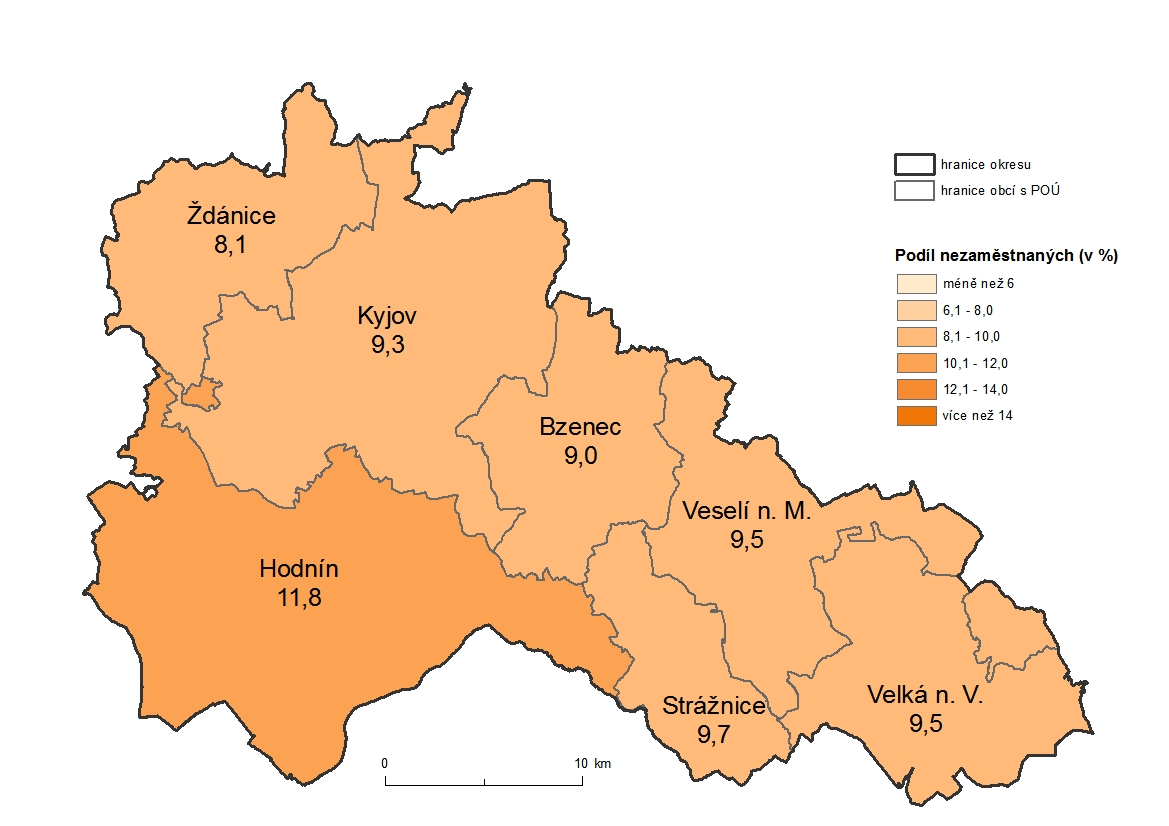 hranice okresu
hranice obcí s POÚ
Ždánice
8,1
Podíl nezaměstnaných (v %)
méně než 6
6,1 - 8,0
8,1 - 10,0
10,1 - 12,0
12,1 - 14,0
více než 14
Kyjov
9,3
Bzenec
9,0
Veselí n. M.
9,5
Hodnín
11,8
Strážnice
9,7
Velká n. V.
9,5
0 10 km